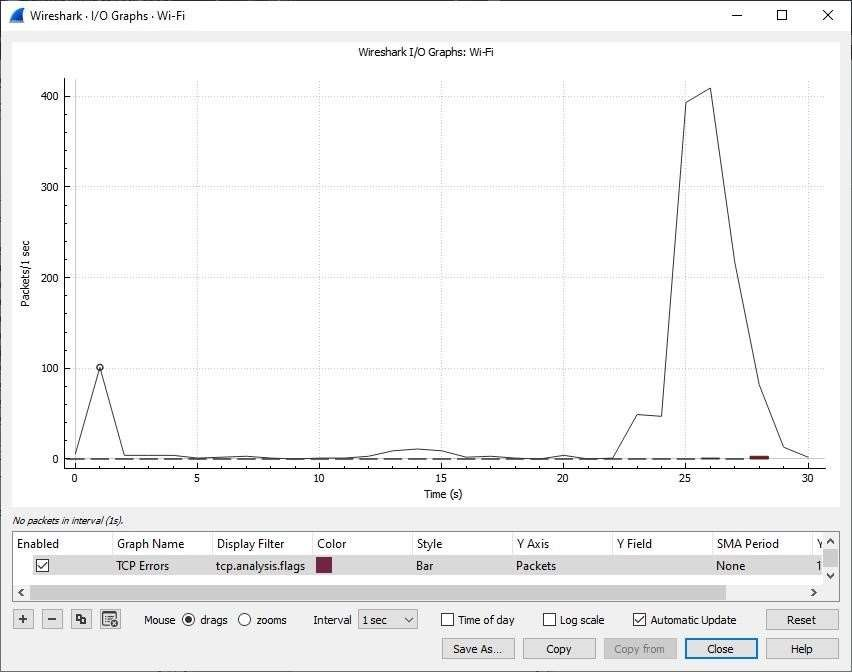 Wireshark · I/O Graphs · Wi-Fi
Wireshark I/O Graphs: Wi-Fi
400
300
200
100
0
Packets/1 sec
0 5 10 15 20 25 30
Time (s)
No packets in interval (1s).
Enabled Graph Name Display Filter Color Style Y Axis Y Field SMA Period Y
TCP Errors tcp.analysis.flags Bar Packets None 1
Mouse drags zooms Interval 1 sec Time of day Log scale Automatic Update Reset
Save As... Copy Copy from Close Help